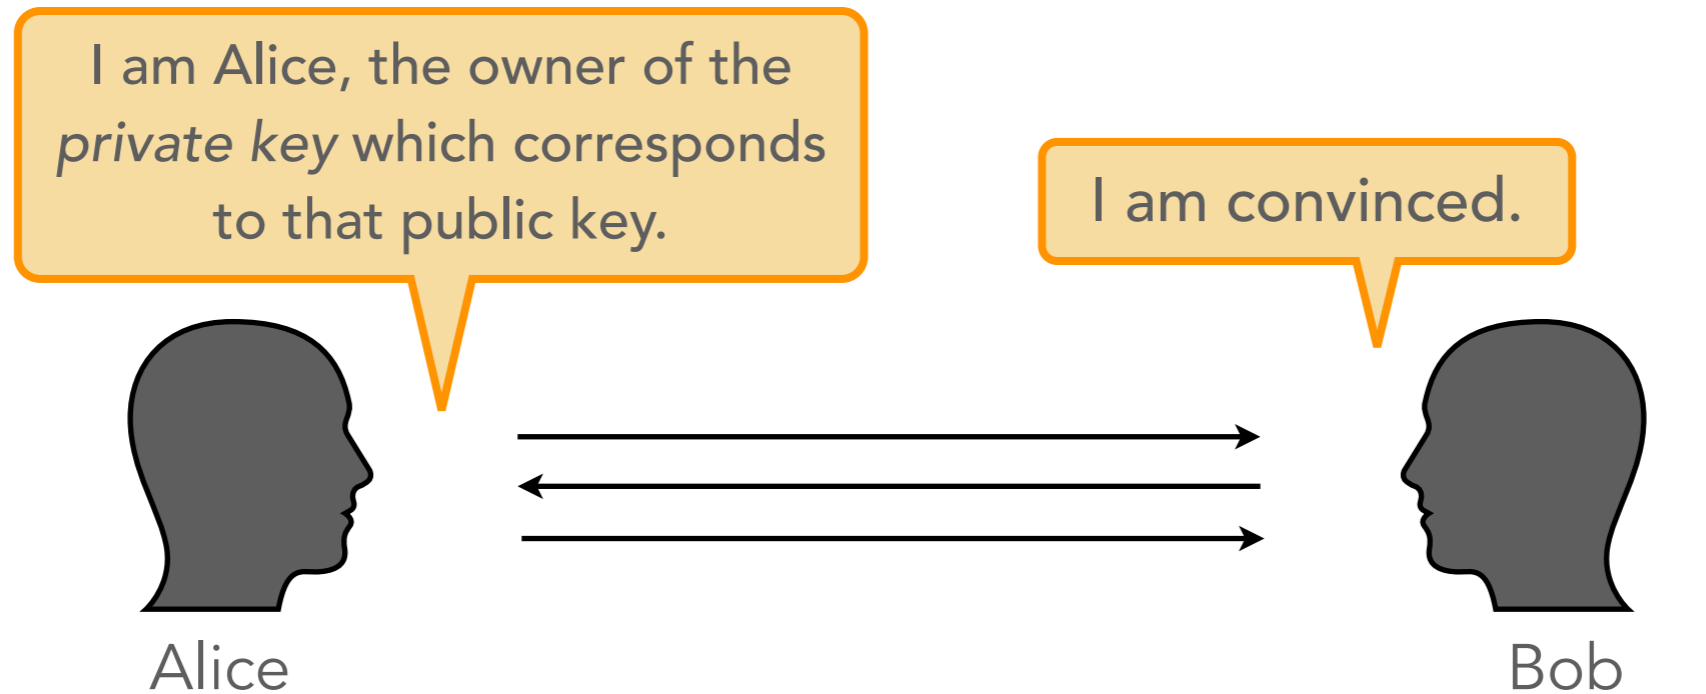 I am Alice, the owner of the
private key which corresponds
to that public key.
I am convinced.
Alice
Bob